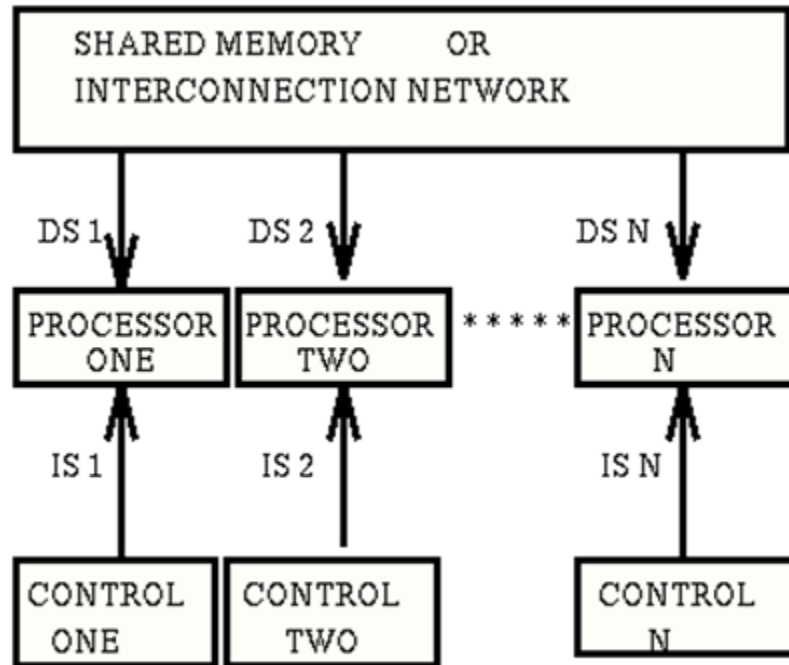 SHARED MEMORY OR
INTERCONNECTION NETWORK
DS 1 DS 2 DS N
PROCESSOR PROCESSOR * * * * * PROCESSOR
ONE TWO N
IS 1 IS 2 IS N
CONTROL CONTROL CONTROL
ONE TWO N